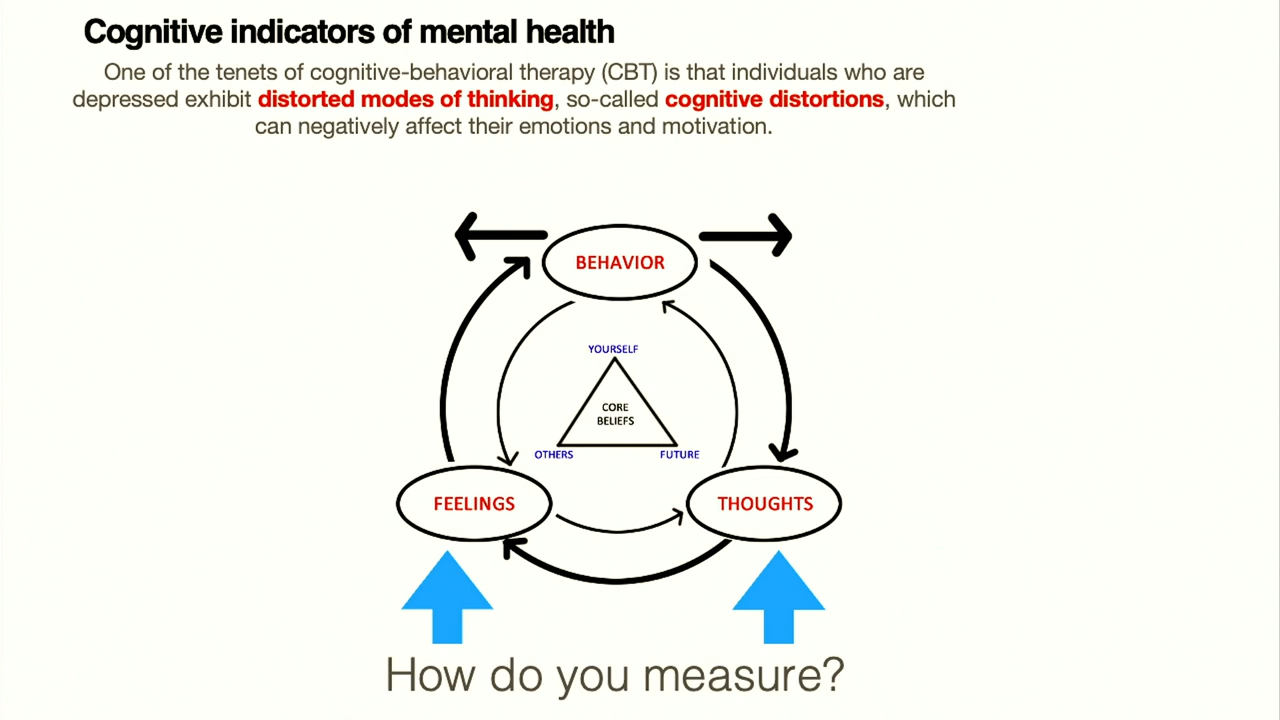 Cognitive indicators of mental health
One of the tenets of cognitive-behavioral therapy (CBT) is that individuals who are
depressed exhibit distorted modes of thinking, so-called cognitive distortions, which
can negatively affect their emotions and motivation.
BEHAVIOR
YOURSELF
CORE
BELIEFS
OTHERS
FUTURE
FEELINGS
THOUGHTS
How do you measure?